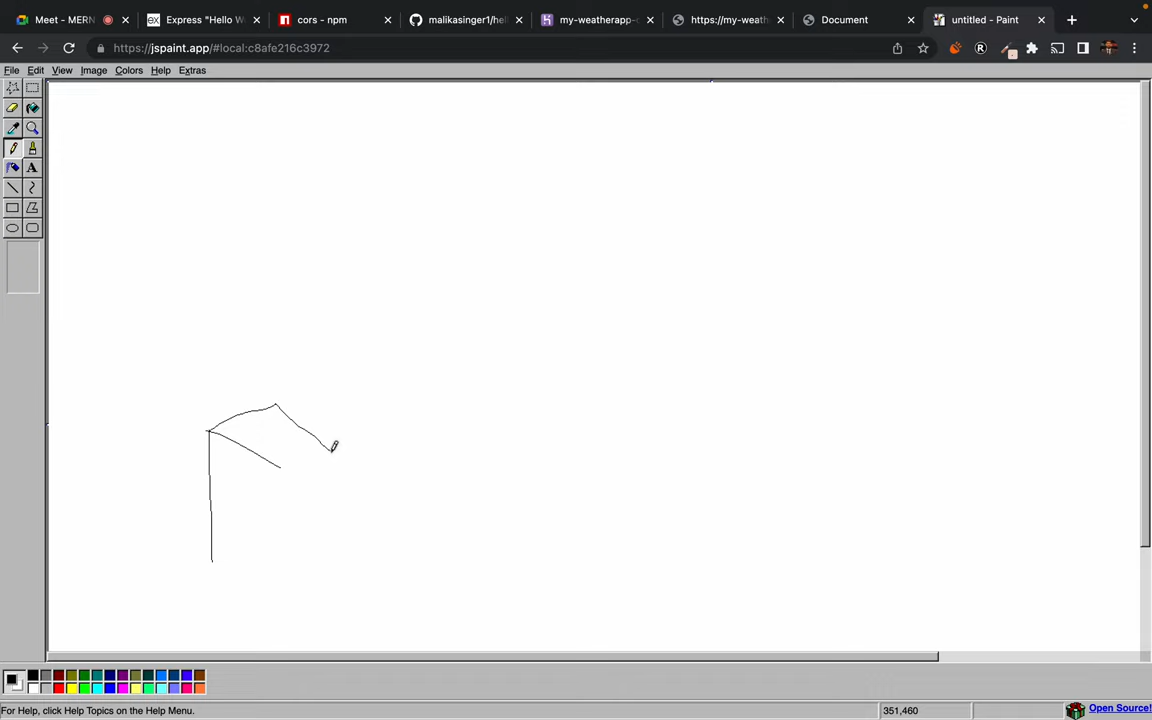 Meet - MERN
Express "Hello W
cors - npm
malikasinger1/hel
my-weatherapp-c
https://my-weath
Document
untitled - Paint
https://jspaint.app/#local:c8afe216c3972
File Edit View Image Colors Help Extras
For Help, click Help Topics on the Help Menu.
351,460
Open Source!